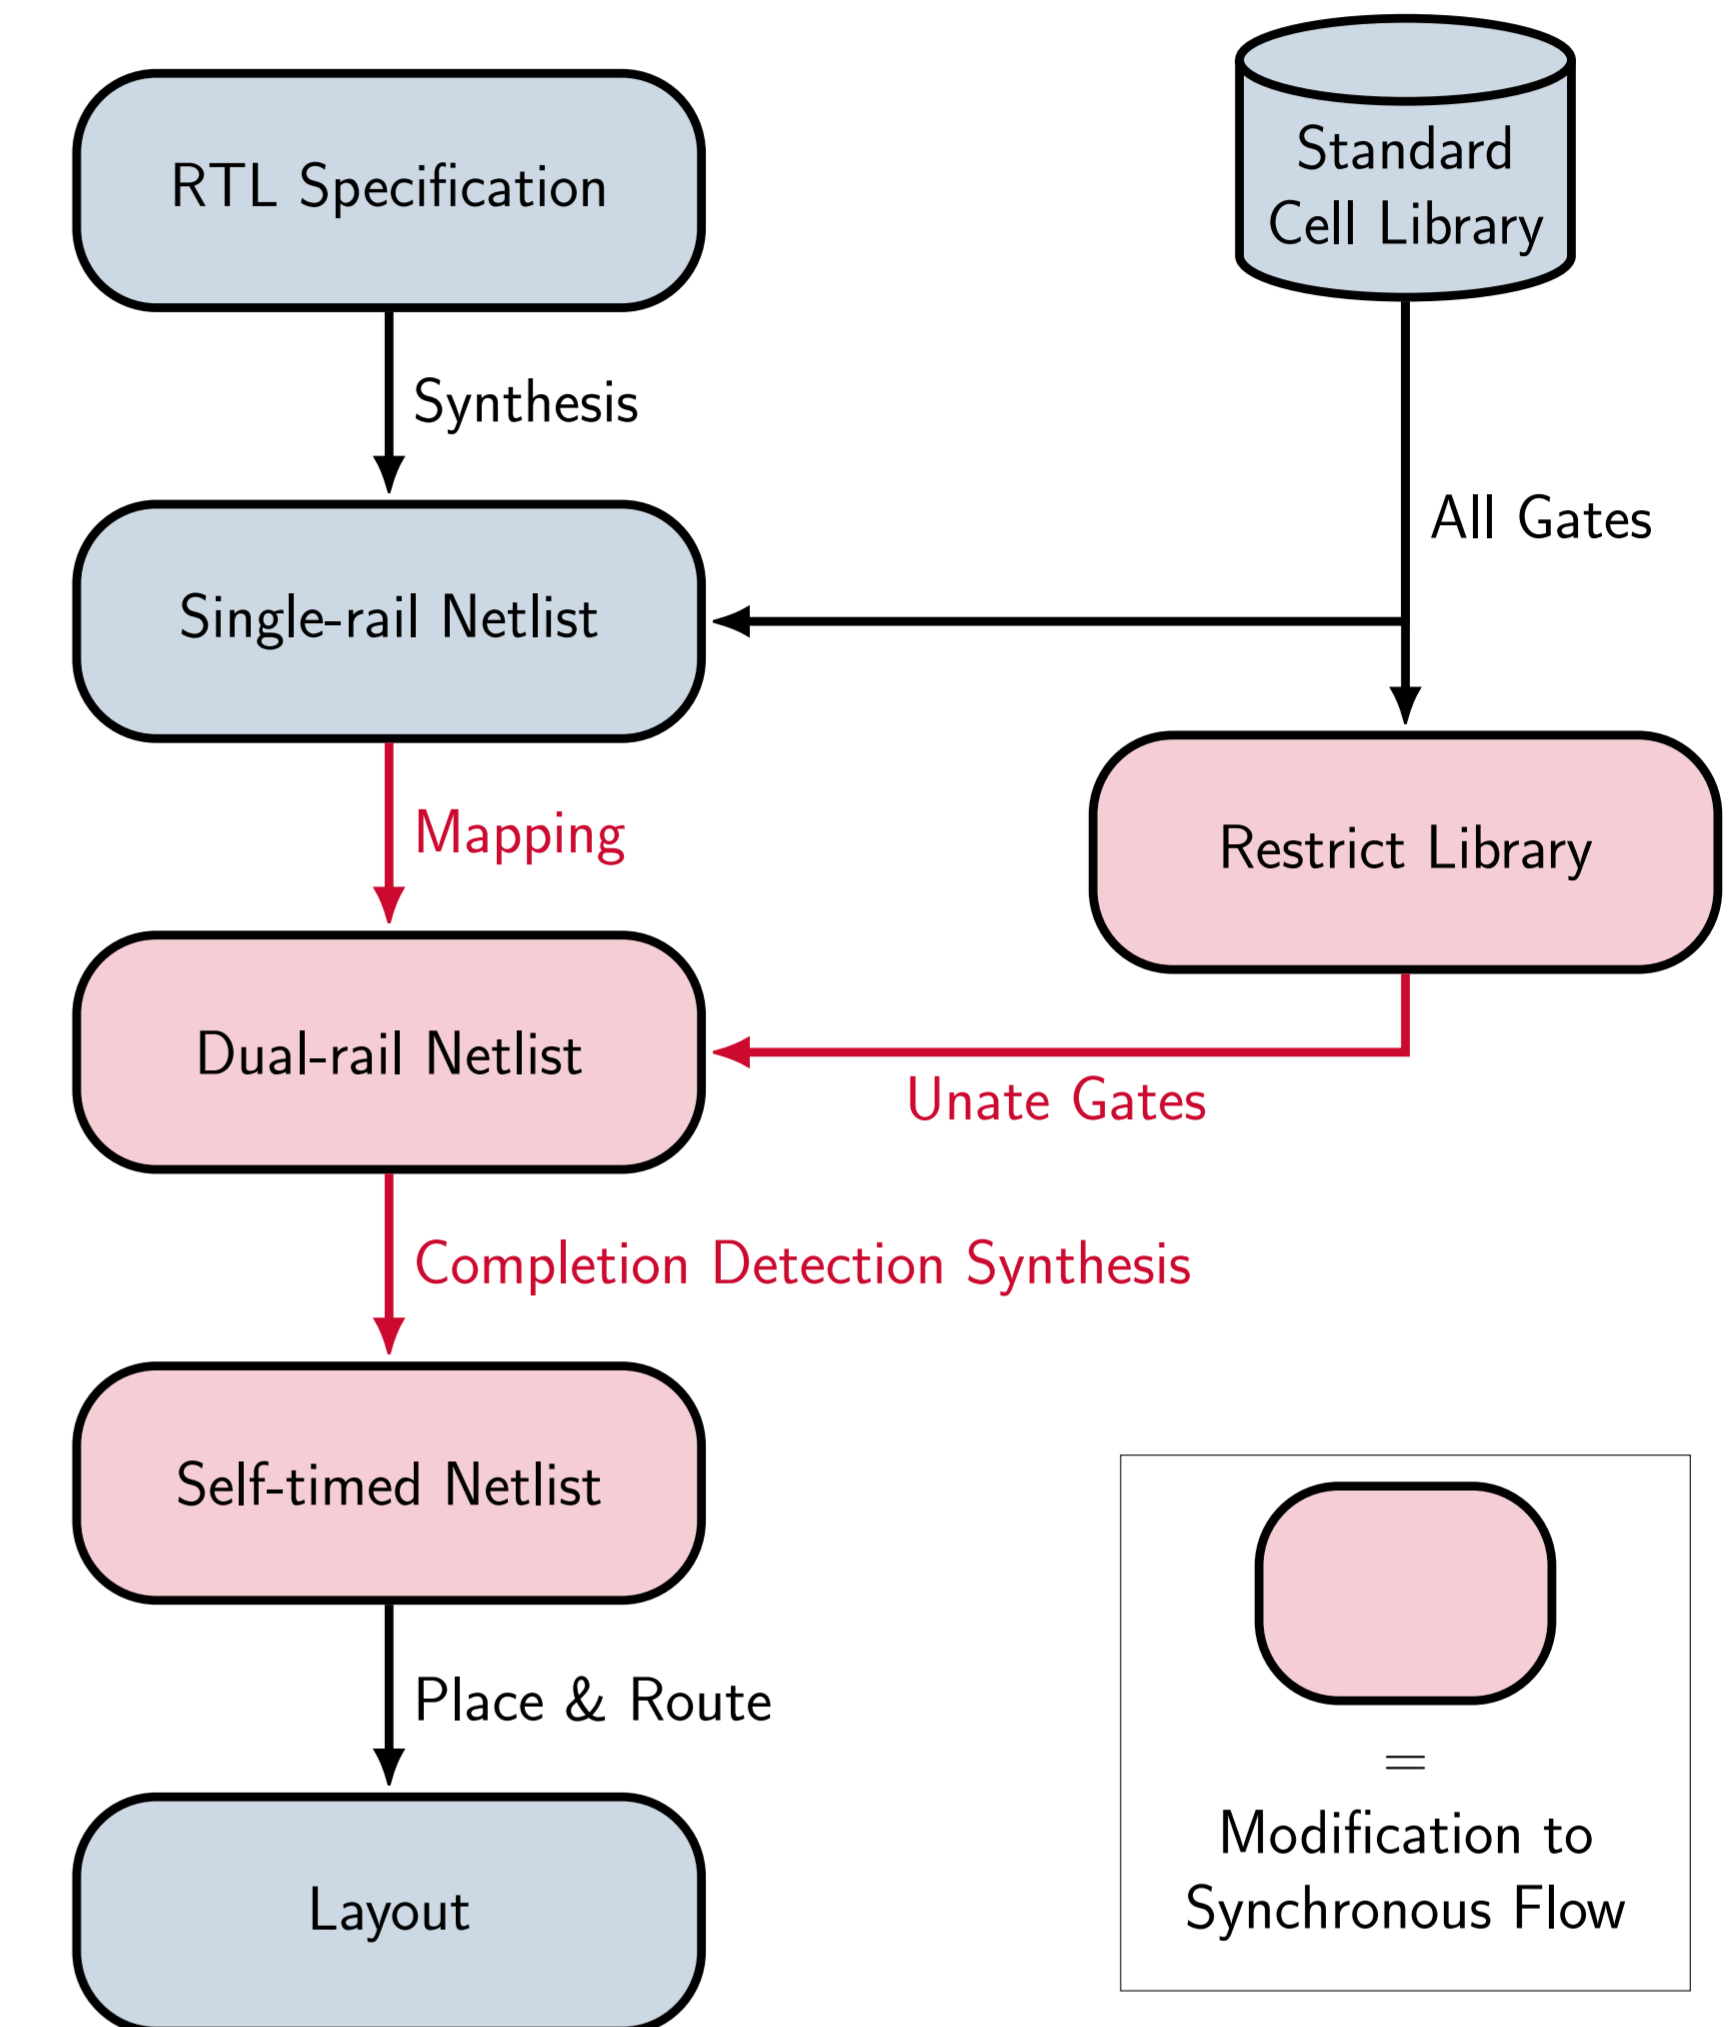 RTL Specification
Standard
Cell Library
Synthesis
All Gates
Single-rail Netlist
Mapping
Restrict Library
Dual-rail Netlist
Unate Gates
Completion Detection Synthesis
Self-timed Netlist
Place & Route
=
Modification to
Synchronous Flow
Layout